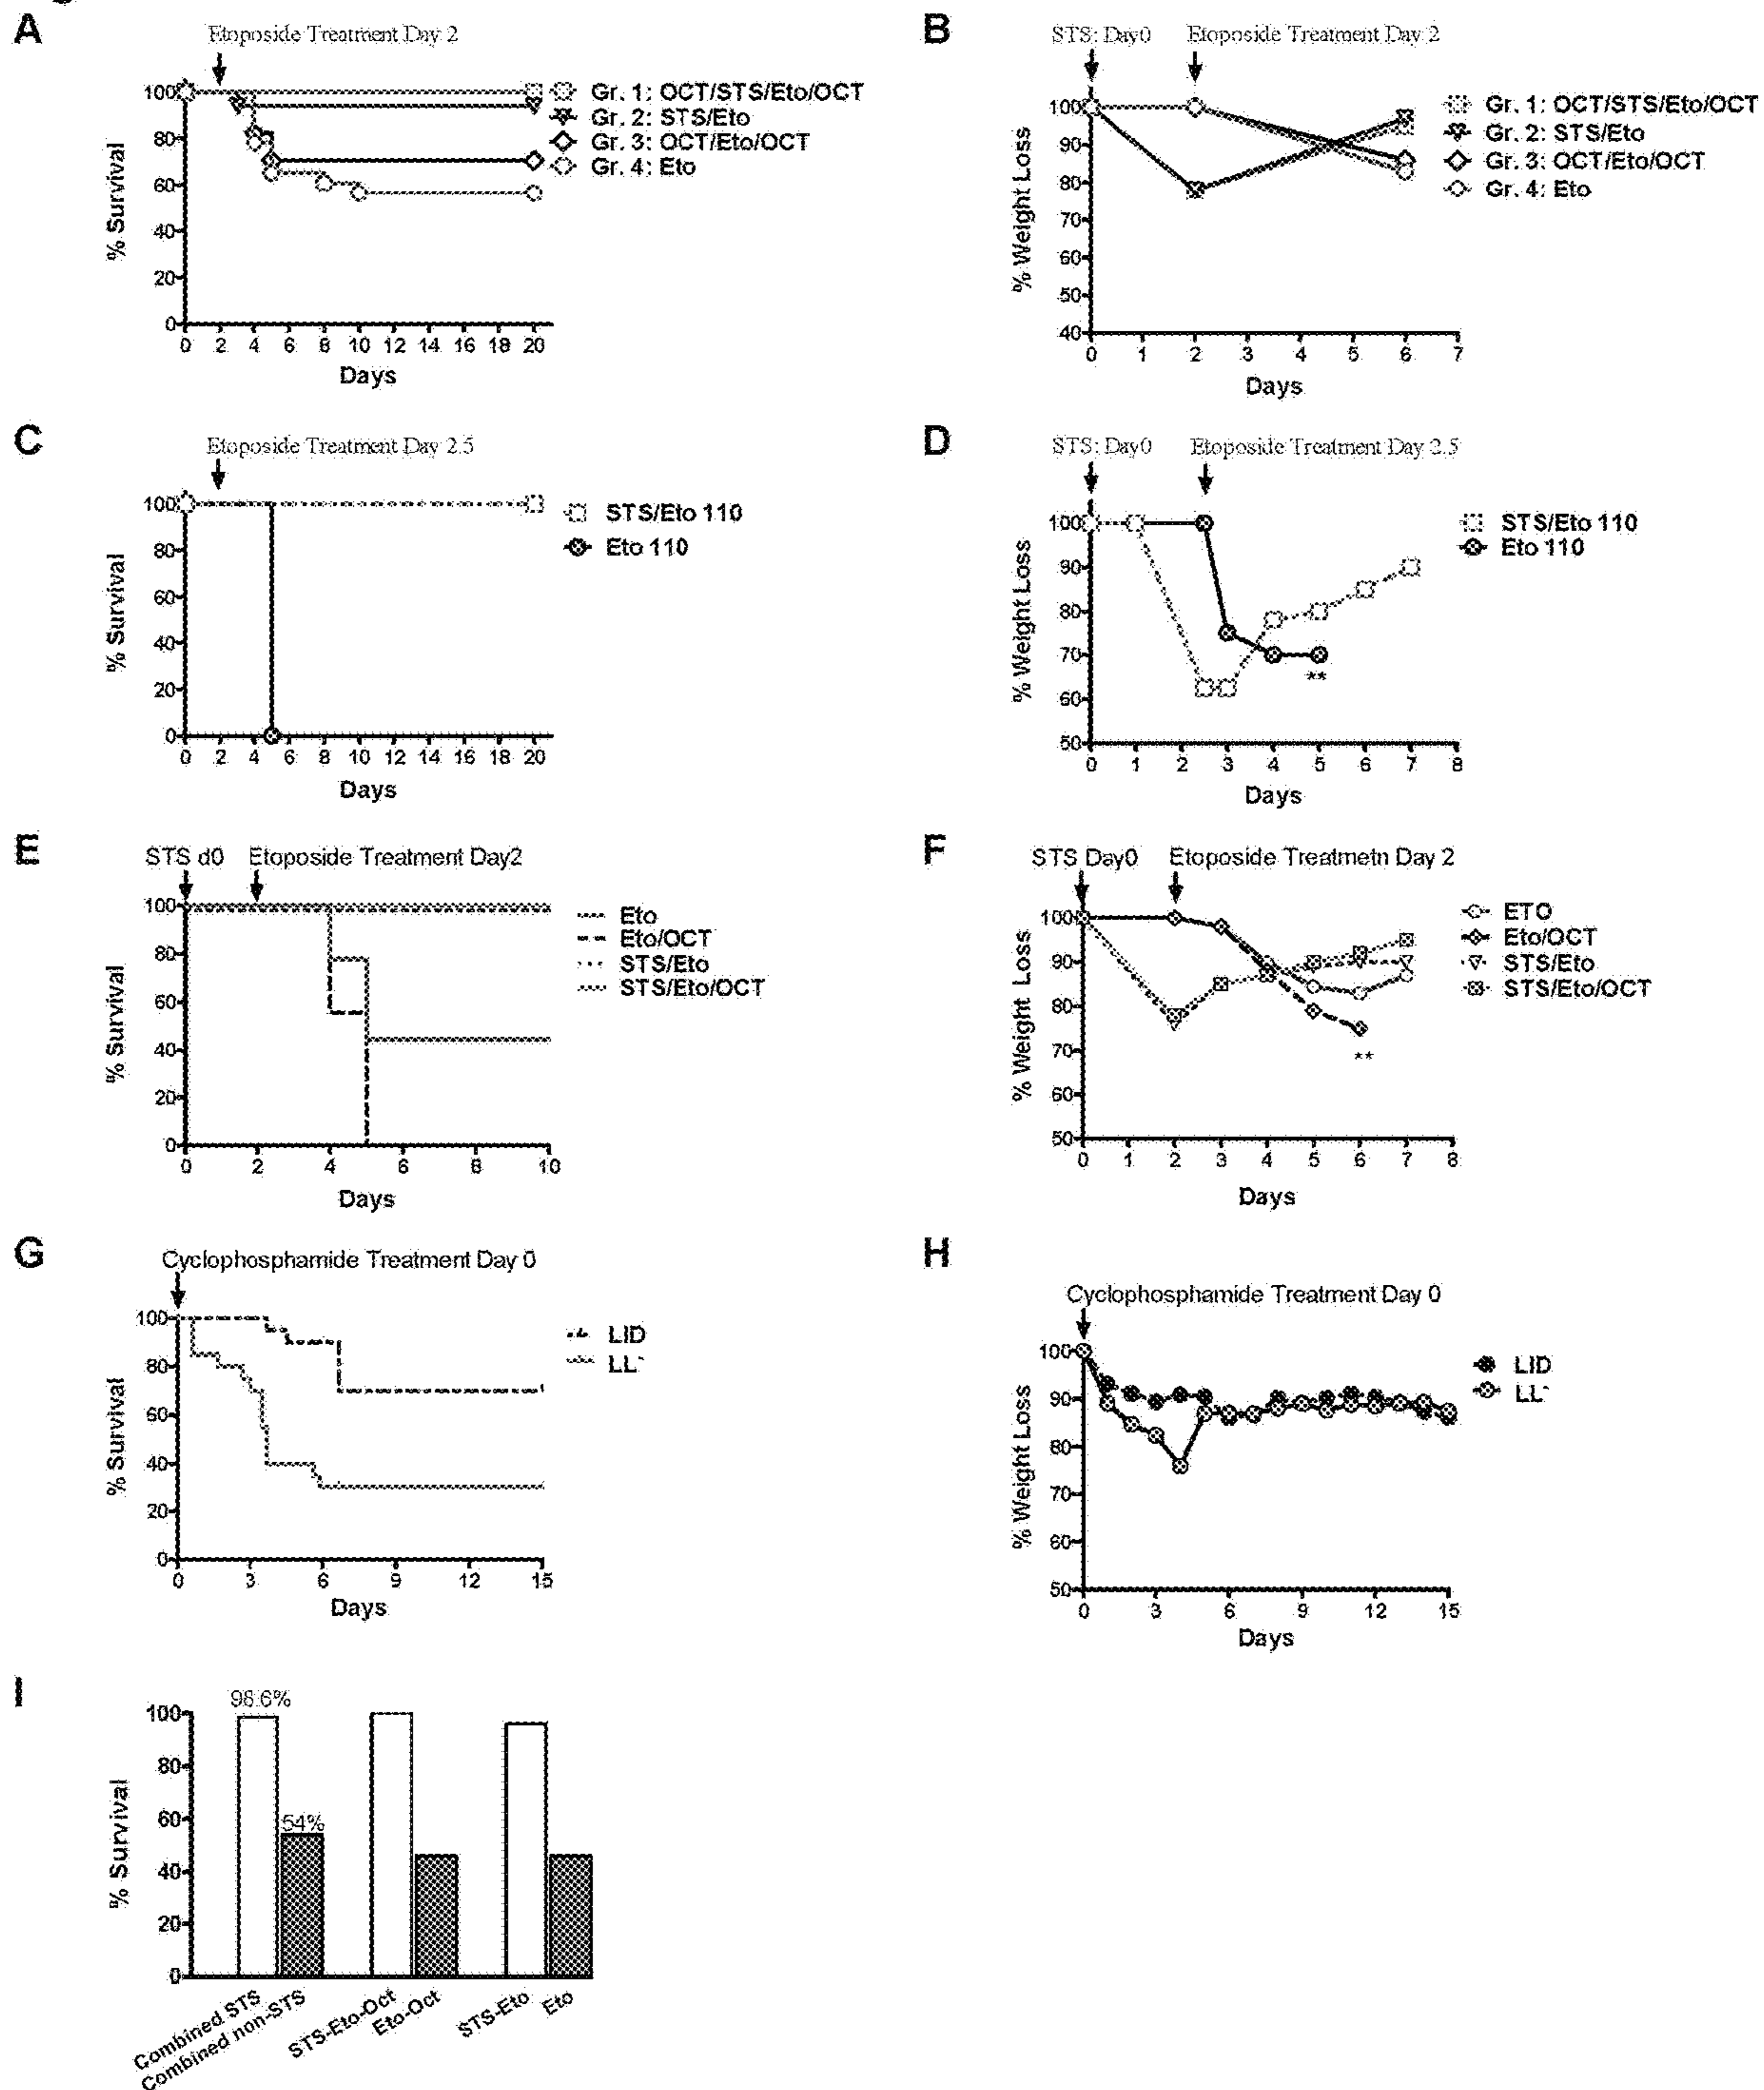 A
Etoposide Treatment Day 2
100
80
60
40
20
0
% Survival
0 2 4 6 8 10 12 14 16 18 20
Days
Gr. 1: OCT/STS/Eto/OCT
Gr. 2: STS/Eto
Gr. 3: OCT/Eto/OCT
Gr. 4: Eto
B
STS: Day0 Etoposide Treatment Day 2
100
90
80
70
60
50
40
% Weight Loss
0 1 2 3 4 5 6 7
Days
Gr. 1: OCT/STS/Eto/OCT
Gr. 2: STS/Eto
Gr. 3: OCT/Eto/OCT
Gr. 4: Eto
C
Etoposide Treatment Day 2.5
100
80
60
40
20
0
% Survival
0 2 4 6 8 10 12 14 16 18 20
Days
STS/Eto 110
Eto 110
D
STS: Day0 Etoposide Treatment Day 2.5
100
90
80
70
60
50
% Weight Loss
**
0 1 2 3 4 5 6 7 8
Days
STS/Eto 110
Eto 110
E
STS d0 Etoposide Treatment Day2
100
80
60
40
20
0
% Survival
0 2 4 6 8 10
Days
Eto
Eto/OCT
STS/Eto
STS/Eto/OCT
F
STS Day0 Etoposide Treatmetn Day 2
100
90
80
70
60
50
% Weight Loss
**
0 1 2 3 4 5 6 7 8
Days
ETO
Eto/OCT
STS/Eto
STS/Eto/OCT
G
Cyclophosphamide Treatment Day 0
100
80
60
40
20
0
% Survival
0 3 6 9 12 15
Days
LID
LL-
H
Cyclophosphamide Treatment Day 0
100
90
80
70
60
50
% Weight Loss
0 3 6 9 12 15
Days
LID
LL-
I
98.6%
54%
100
80
60
40
20
0
% Survival
Combined STS
Combined non-STS
STS-Eto-Oct
Eto-Oct
STS-Eto
Eto